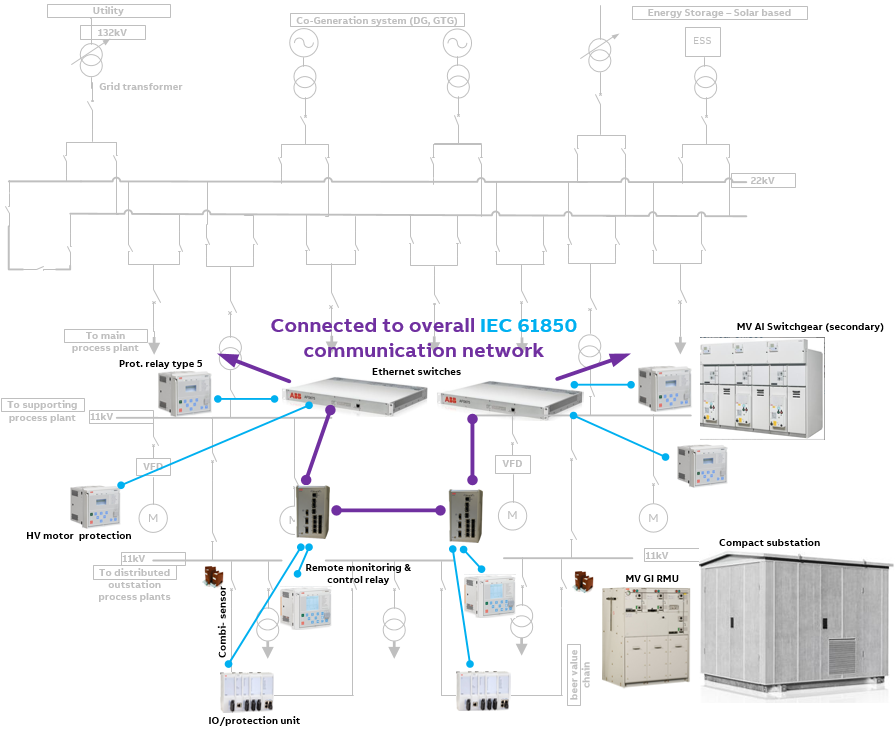 Utility
Co-Generation system (DG, GTG)
Energy Storage – Solar based
132kV
ESS
Grid transformer
22kV
Connected to overall IEC 61850
communication network
MV AI Switchgear (secondary)
To main
process plant
Prot. relay type 5
Ethernet switches
To supporting
process plant
11kV
ABB
ABB
VFD
VFD
M
M
M
M
M
HV motor protection
11kV
Remote monitoring &
control relay
11kV
Compact substation
To distributed
outstation
process plants
MV GI RMU
Combi- sensor
beer value
chain
IO/protection unit